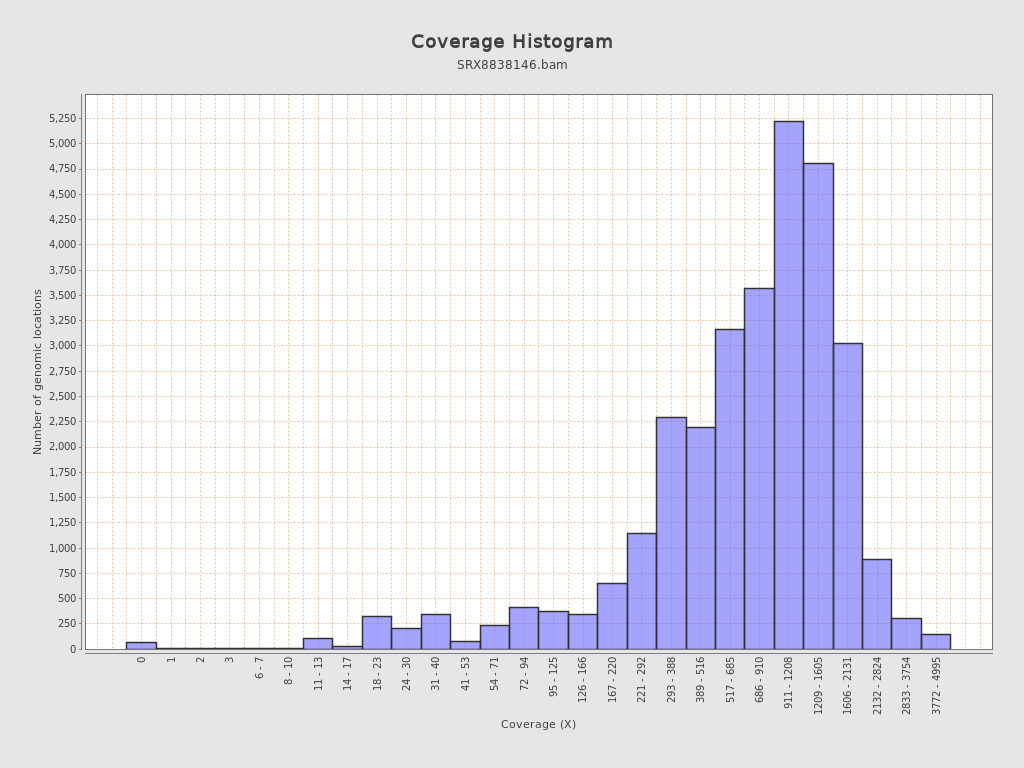 Coverage Histogram
SRX8838146.bam
Number of genomic locations
5,250
5,000
4,750
4,500
4,250
4,000
3,750
3,500
3,250
3,000
2,750
2,500
2,250
2,000
1,750
1,500
1,250
1,000
750
500
250
0
0
1
2
3
6 - 7
8 - 10
11 - 13
14 - 17
18 - 23
24 - 30
31 - 40
41 - 53
54 - 71
72 - 94
95 - 125
126 - 166
167 - 220
221 - 292
293 - 388
389 - 516
517 - 685
686 - 910
911 - 1208
1209 - 1605
1606 - 2131
2132 - 2824
2833 - 3754
3772 - 4995
Coverage (X)